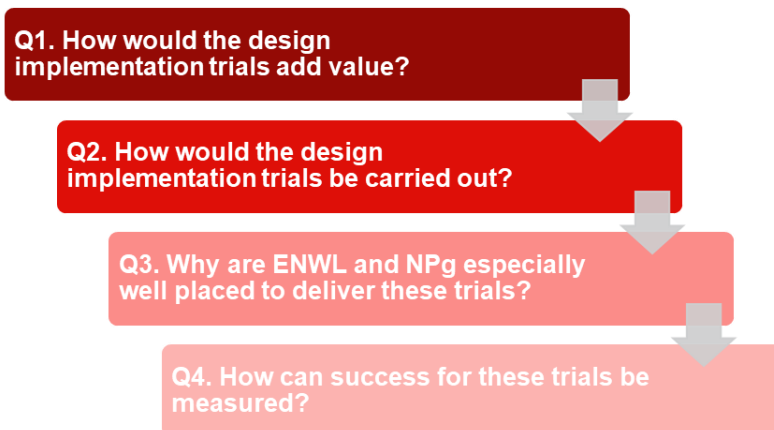 Q1. How would the design
implementation trials add value?
Q2. How would the design
implementation trials be carried out?
Q3. Why are ENWL and NPg especially
well placed to deliver these trials?
Q4. How can success for these trials be
measured?